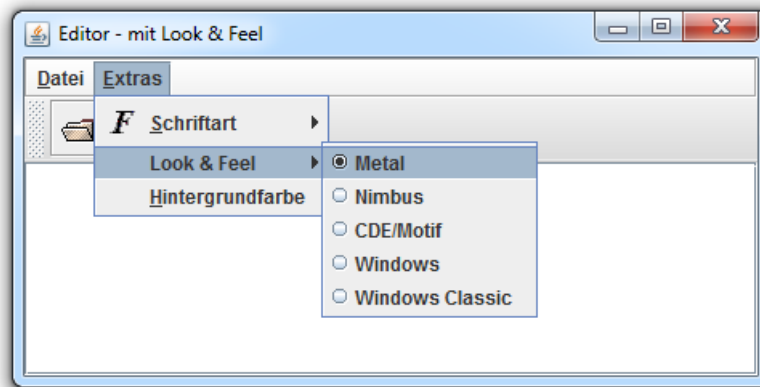 Editor - mit Look & Feel
Datei Extras
F Schriftart
Look & Feel
Hintergrundfarbe
Metal
Nimbus
CDE/Motif
Windows
Windows Classic